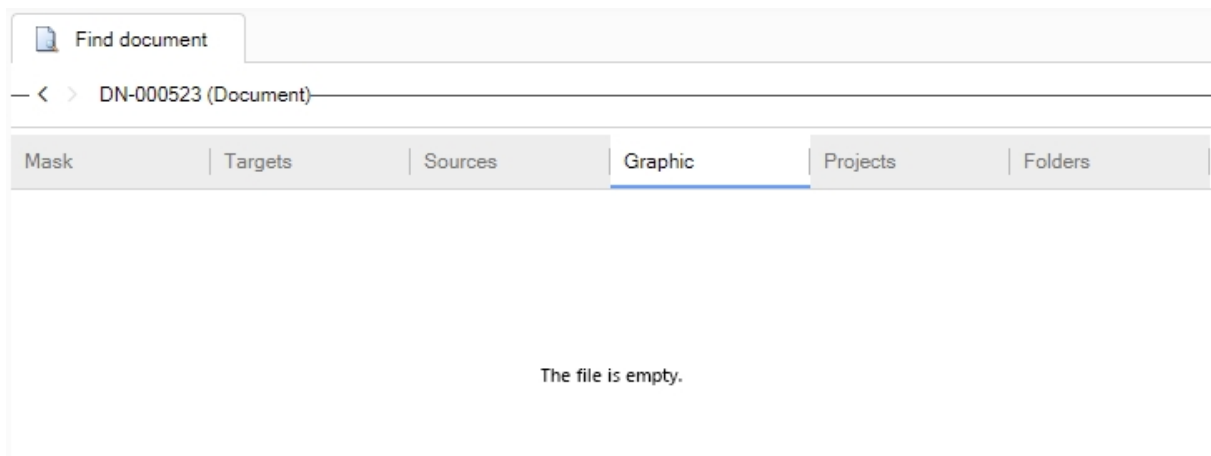 Find document
DN-000523 (Document)
Mask Targets Sources Graphic Projects Folders
The file is empty.